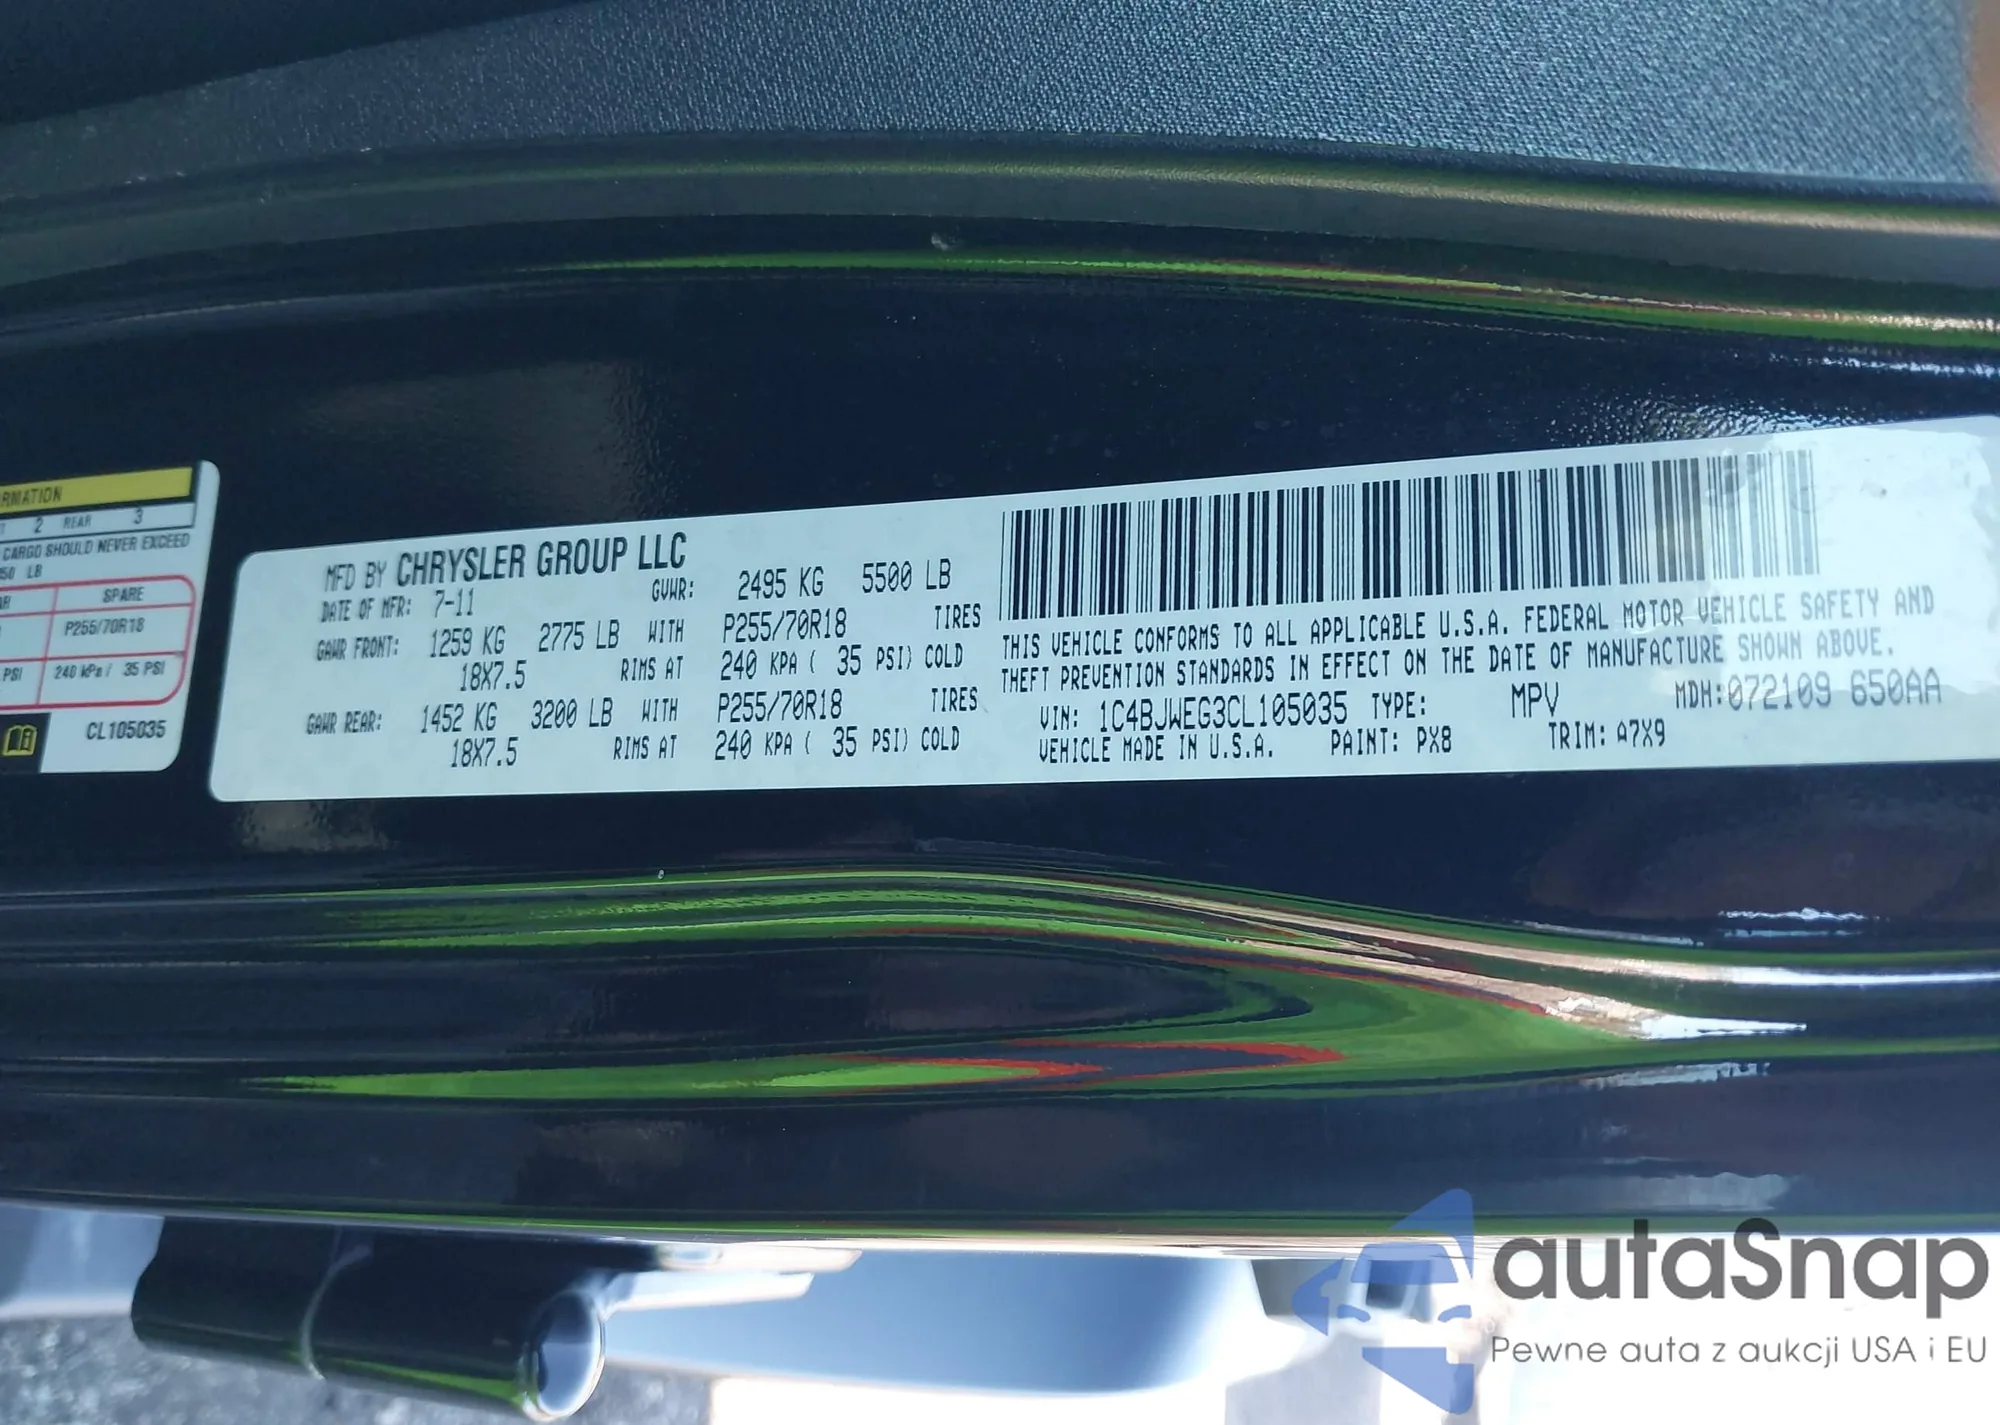 RMATION
2 REAR 3
CARGO SHOULD NEVER EXCEED
LB
SPARE
P255/70R18
PSI 240 kPa / 35 PSI
CL105035
MFD BY CHRYSLER GROUP LLC
DATE OF MFR: 7-11 GVWR: 2495 KG 5500 LB
GAWR FRONT: 1259 KG 2775 LB WITH P255/70R18 TIRES
18X7.5 RIMS AT 240 KPA ( 35 PSI) COLD
GAWR REAR: 1452 KG 3200 LB WITH P255/70R18 TIRES
18X7.5 RIMS AT 240 KPA ( 35 PSI) COLD
THIS VEHICLE CONFORMS TO ALL APPLICABLE U.S.A. FEDERAL MOTOR VEHICLE SAFETY AND
THEFT PREVENTION STANDARDS IN EFFECT ON THE DATE OF MANUFACTURE SHOWN ABOVE.
VIN: 1C4BJWEG3CL105035 TYPE: MPV MDH:072109 650AA
VEHICLE MADE IN U.S.A. PAINT: PX8 TRIM: A7X9
autaSnap
Pewne auta z aukcji USA i EU